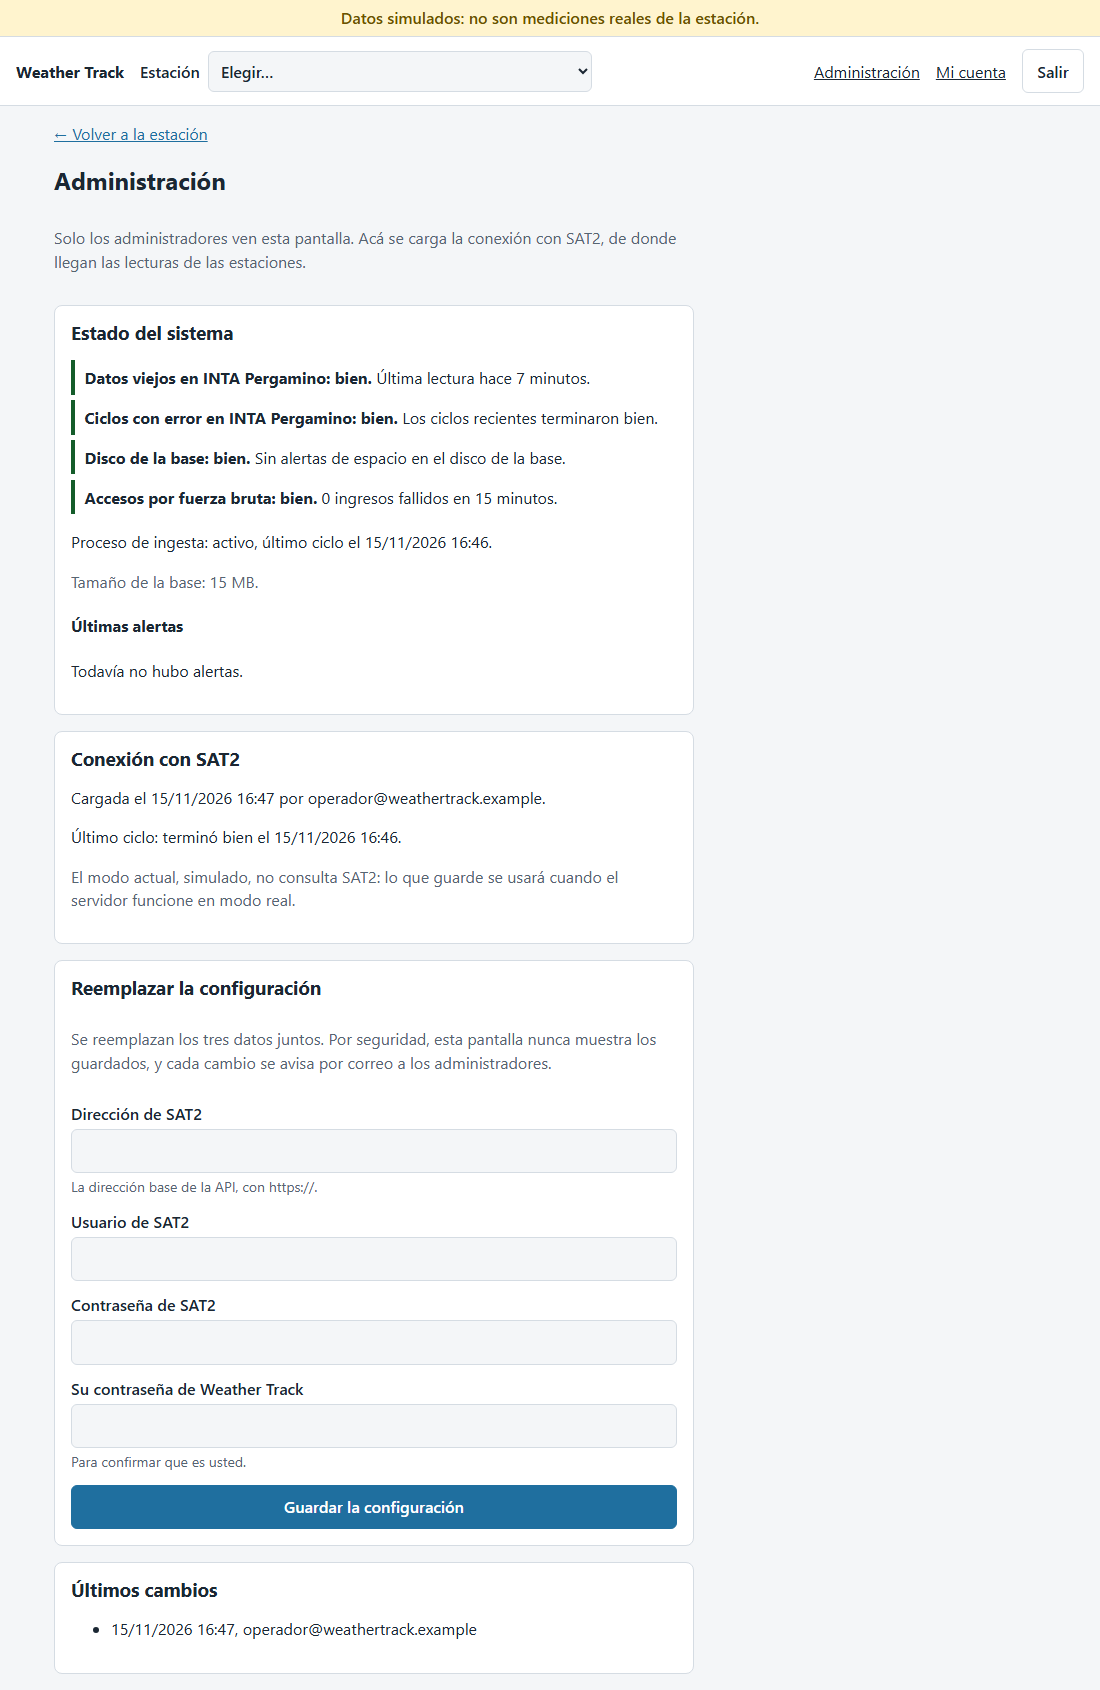 Datos simulados: no son mediciones reales de la estación.
Weather Track Estación Elegir... Administración Mi cuenta Salir
← Volver a la estación
Administración
Solo los administradores ven esta pantalla. Acá se carga la conexión con SAT2, de donde
llegan las lecturas de las estaciones.
Estado del sistema
Datos viejos en INTA Pergamino: bien. Última lectura hace 7 minutos.
Ciclos con error en INTA Pergamino: bien. Los ciclos recientes terminaron bien.
Disco de la base: bien. Sin alertas de espacio en el disco de la base.
Accesos por fuerza bruta: bien. 0 ingresos fallidos en 15 minutos.
Proceso de ingesta: activo, último ciclo el 15/11/2026 16:46.
Tamaño de la base: 15 MB.
Últimas alertas
Todavía no hubo alertas.
Conexión con SAT2
Cargada el 15/11/2026 16:47 por operador@weathertrack.example.
Último ciclo: terminó bien el 15/11/2026 16:46.
El modo actual, simulado, no consulta SAT2: lo que guarde se usará cuando el
servidor funcione en modo real.
Reemplazar la configuración
Se reemplazan los tres datos juntos. Por seguridad, esta pantalla nunca muestra los
guardados, y cada cambio se avisa por correo a los administradores.
Dirección de SAT2
La dirección base de la API, con https://.
Usuario de SAT2
Contraseña de SAT2
Su contraseña de Weather Track
Para confirmar que es usted.
Guardar la configuración
Últimos cambios
• 15/11/2026 16:47, operador@weathertrack.example